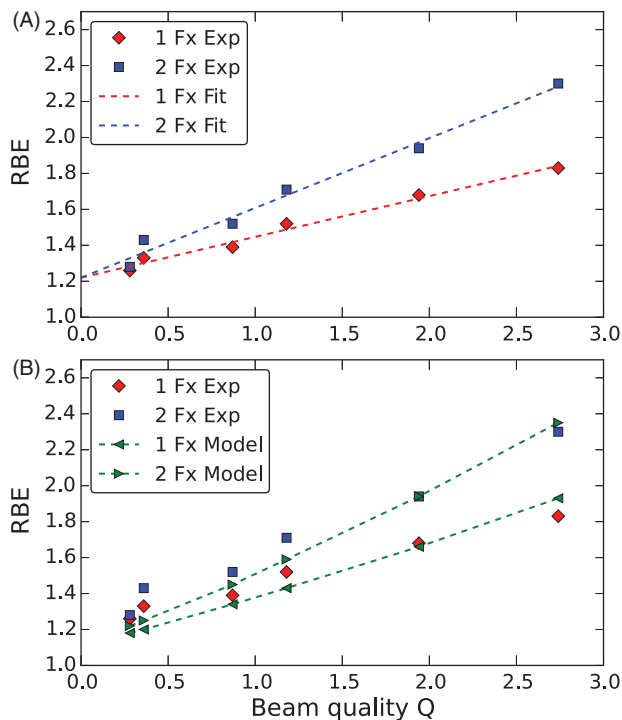 (A)
2.6
2.4
2.2
2.0
1.8
1.6
1.4
1.2
1.0
RBE
1 Fx Exp
2 Fx Exp
1 Fx Fit
2 Fx Fit
0.0 0.5 1.0 1.5 2.0 2.5 3.0
(B)
2.6
2.4
2.2
2.0
1.8
1.6
1.4
1.2
1.0
RBE
1 Fx Exp
2 Fx Exp
1 Fx Model
2 Fx Model
0.0 0.5 1.0 1.5 2.0 2.5 3.0
Beam quality Q